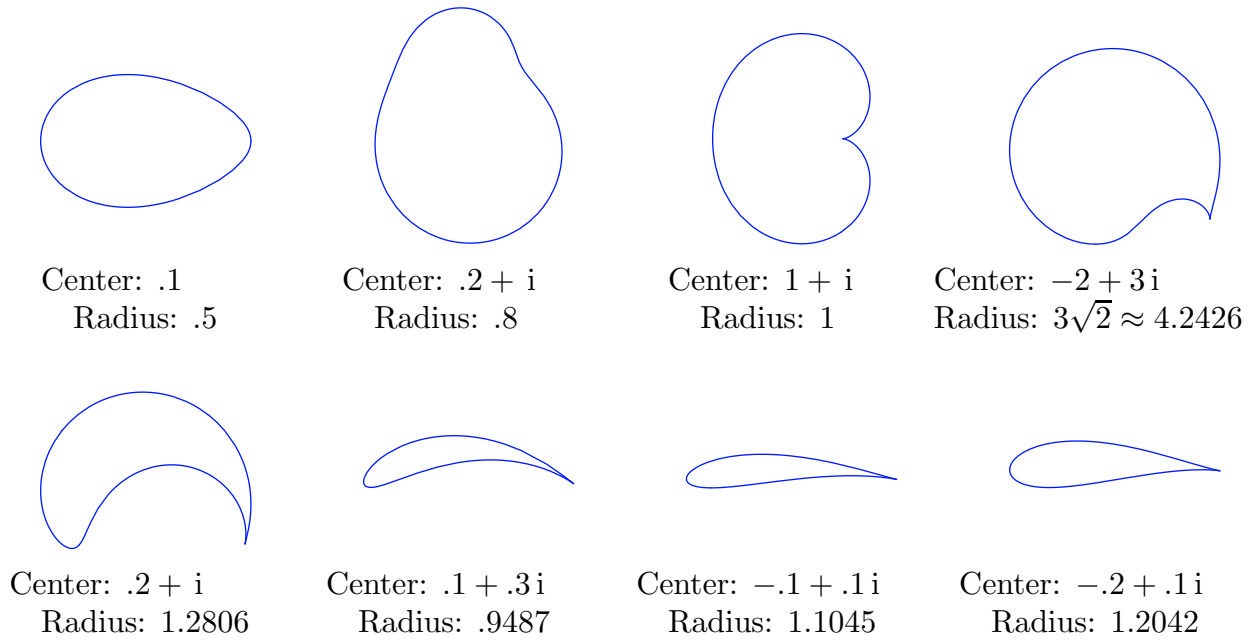 Center: .1
Radius: .5
Center: .2 + i
Radius: .8
Center: 1 + i
Radius: 1
Center: −2 + 3 i
Radius: 3√2 ≈ 4.2426
Center: .2 + i
Radius: 1.2806
Center: .1 + .3 i
Radius: .9487
Center: −.1 + .1 i
Radius: 1.1045
Center: −.2 + .1 i
Radius: 1.2042